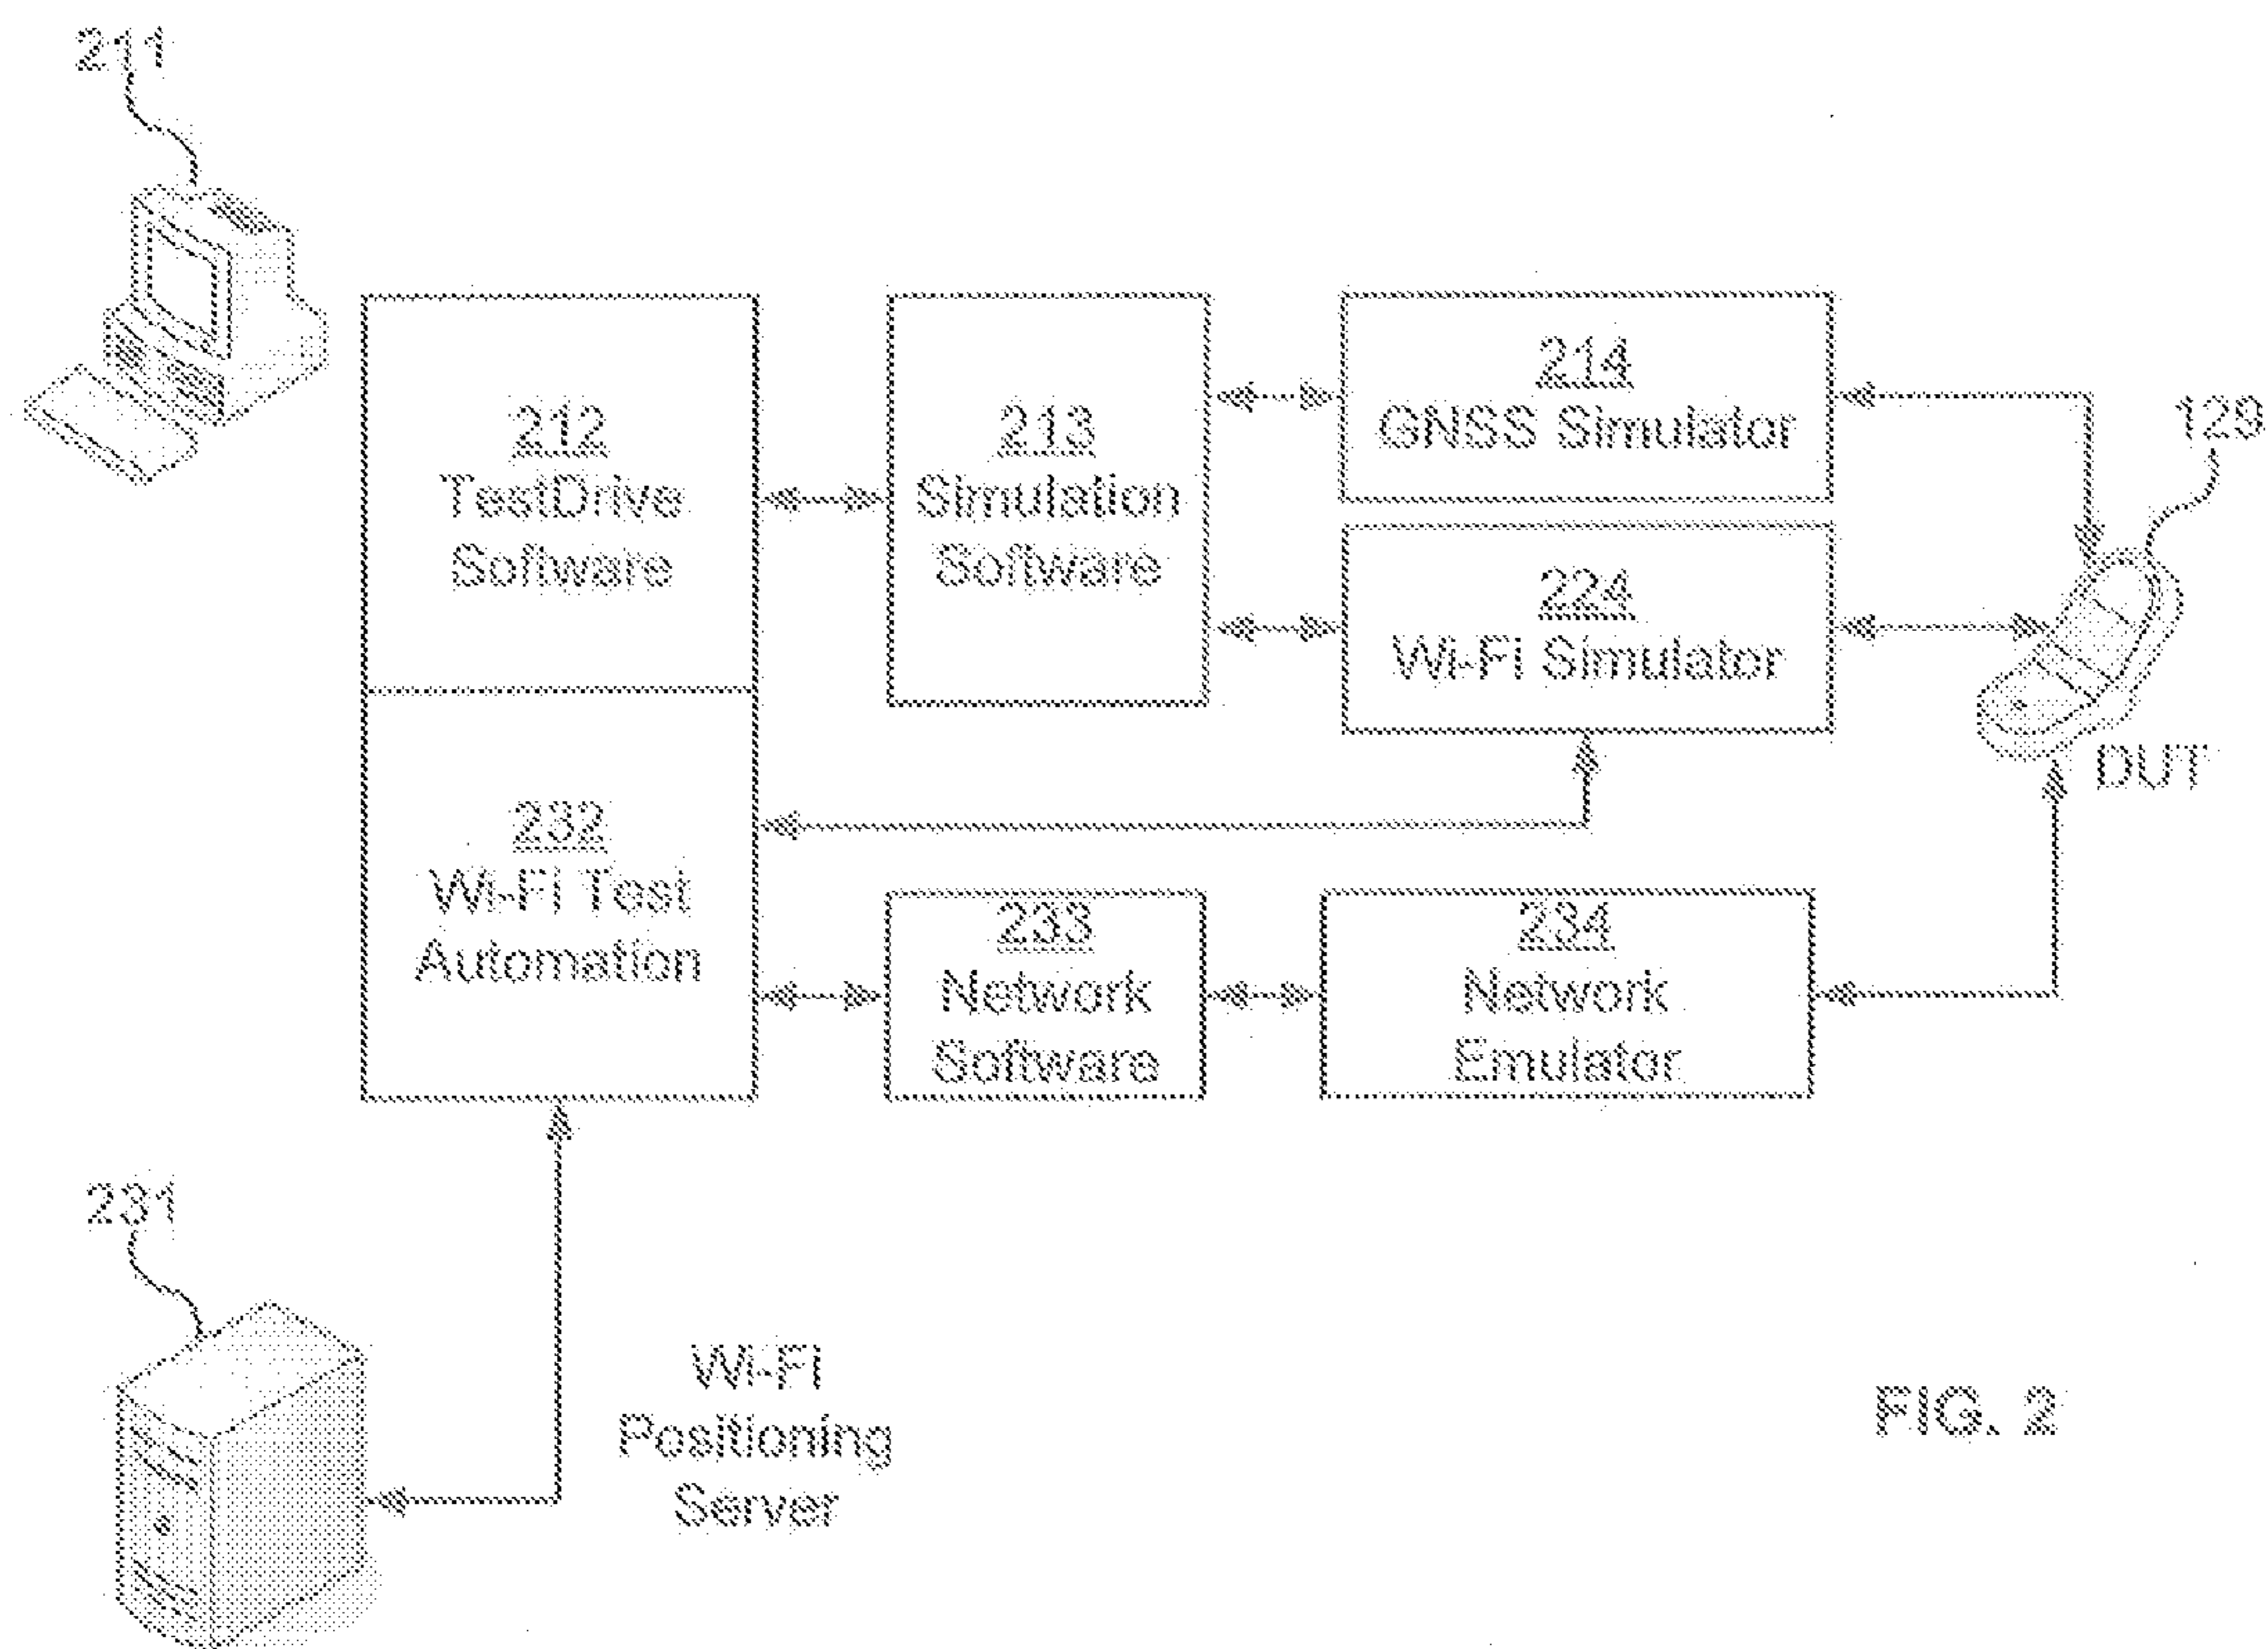 211
212
TestDrive
Software
213
Simulation
Software
214
GNSS Simulator
129
224
Wi-Fi Simulator
DUT
232
Wi-Fi Test
Automation
233
Network
Software
234
Network
Emulator
231
Wi-Fi
Positioning
Server
FIG. 2